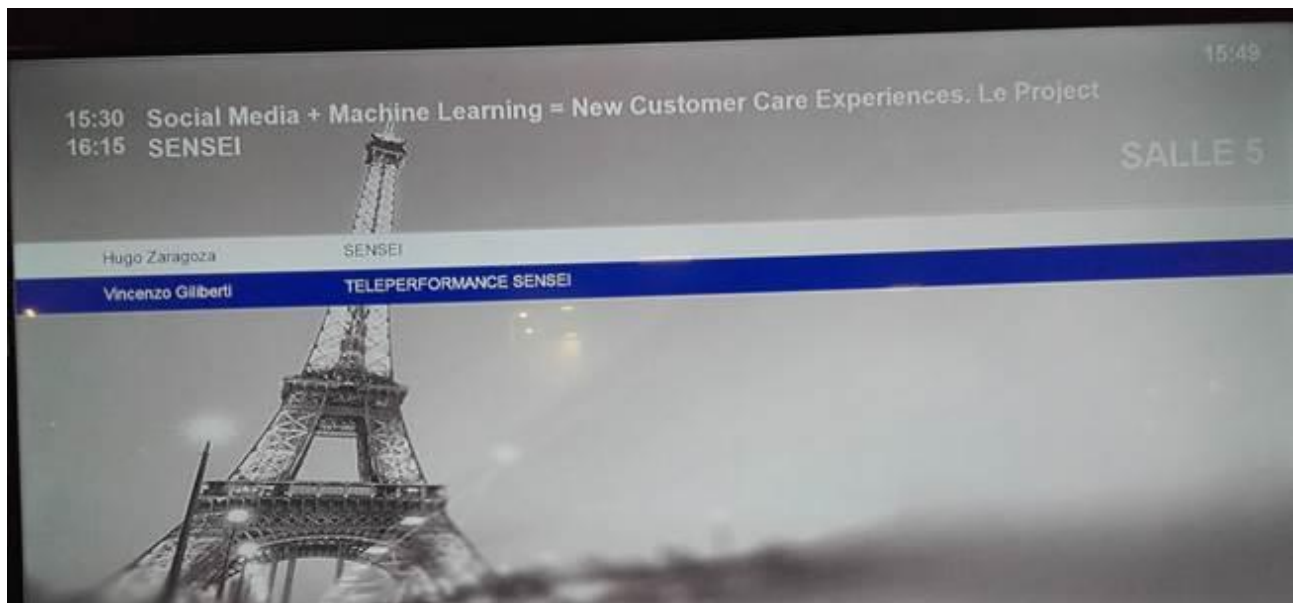 15:49
15:30 Social Media + Machine Learning = New Customer Care Experiences. Le Project
16:15 SENSEI
SALLE 5
Hugo Zaragoza SENSEI
Vincenzo Giliberti TELEPERFORMANCE SENSEI